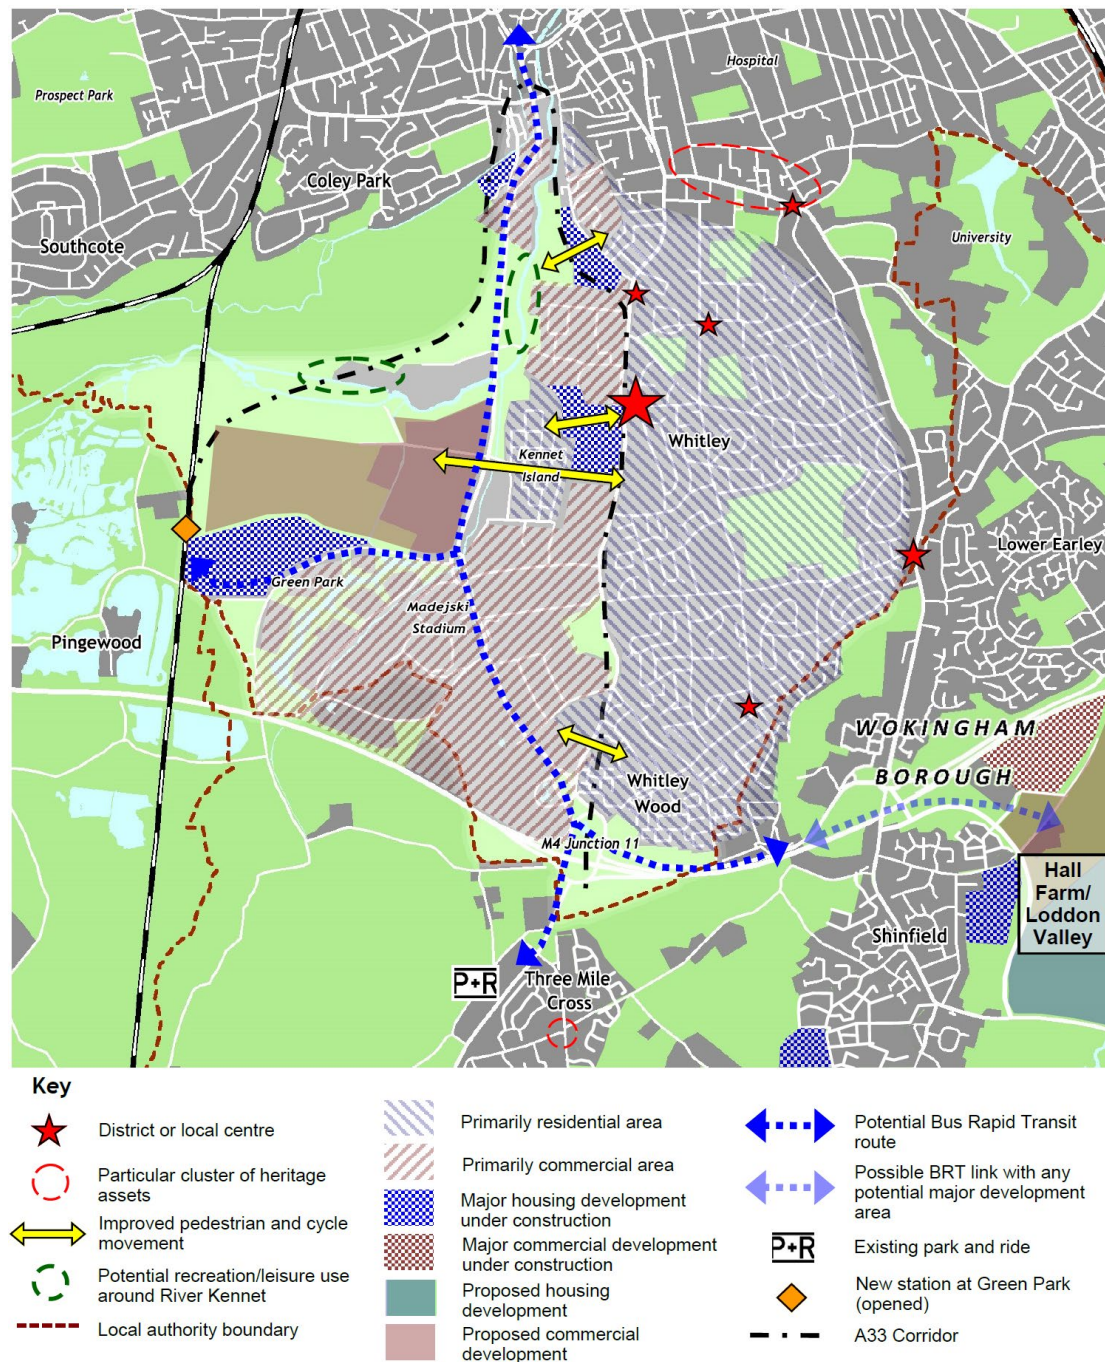 Prospect Park
Hospital
Coley Park
Southcote
University
Whitley
Kennet
Island
Lower Earley
Green Park
Madejski
Stadium
Pingewood
WOKINGHAM
BOROUGH
Whitley
Wood
M4 Junction 11
Hall
Farm/
Loddon
Valley
Shinfield
P+R
Three Mile
Cross
Key
District or local centre
Particular cluster of heritage
assets
Improved pedestrian and cycle
movement
Potential recreation/leisure use
around River Kennet
Local authority boundary
Primarily residential area
Primarily commercial area
Major housing development
under construction
Major commercial development
under construction
Proposed housing
development
Proposed commercial
development
Potential Bus Rapid Transit
route
Possible BRT link with any
potential major development
area
P+R
Existing park and ride
New station at Green Park
(opened)
A33 Corridor